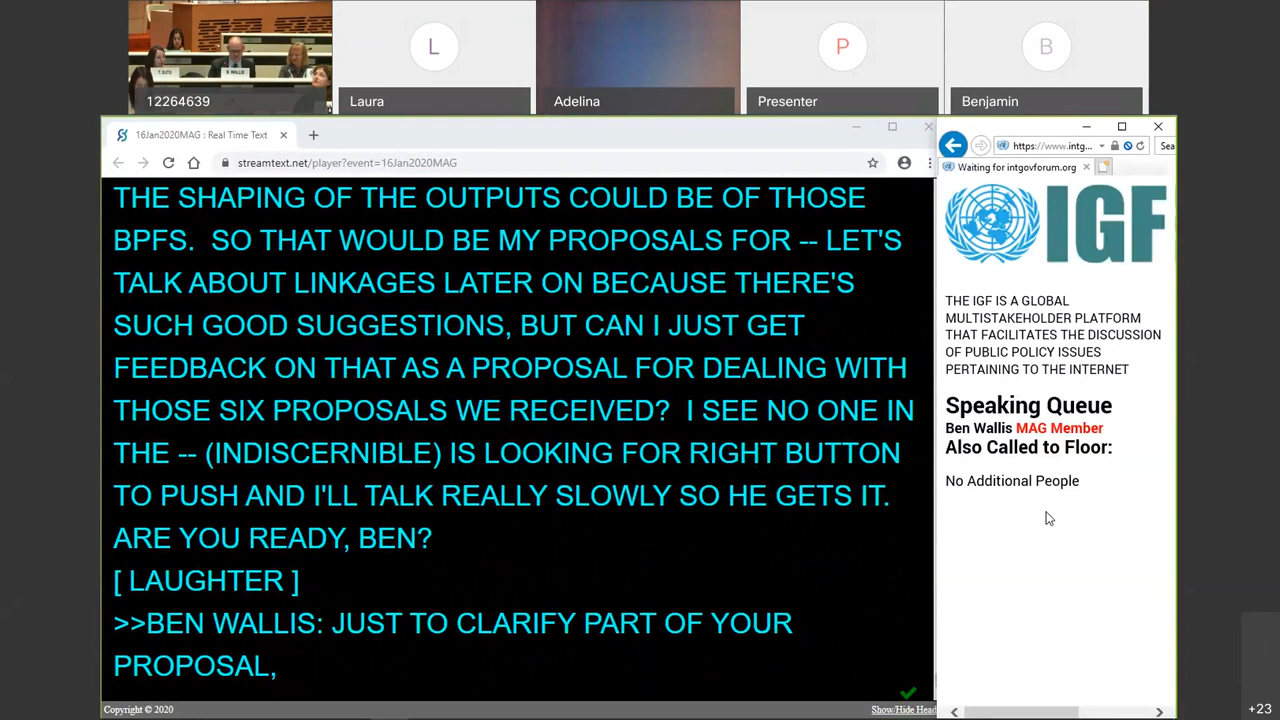 T. SUTO
B. WALLIS
12264639
L
Laura
Adelina
P
Presenter
B
Benjamin
16Jan2020MAG : Real Time Text
streamtext.net/player?event=16Jan2020MAG
THE SHAPING OF THE OUTPUTS COULD BE OF THOSE
BPFS.  SO THAT WOULD BE MY PROPOSALS FOR -- LET'S
TALK ABOUT LINKAGES LATER ON BECAUSE THERE'S
SUCH GOOD SUGGESTIONS, BUT CAN I JUST GET
FEEDBACK ON THAT AS A PROPOSAL FOR DEALING WITH
THOSE SIX PROPOSALS WE RECEIVED?  I SEE NO ONE IN
THE -- (INDISCERNIBLE) IS LOOKING FOR RIGHT BUTTON
TO PUSH AND I'LL TALK REALLY SLOWLY SO HE GETS IT.
ARE YOU READY, BEN?
[ LAUGHTER ]
>>BEN WALLIS: JUST TO CLARIFY PART OF YOUR
PROPOSAL,
Copyright © 2020
Show/Hide Head
https://www.intg...
Sea
Waiting for intgovforum.org
IGF
THE IGF IS A GLOBAL
MULTISTAKEHOLDER PLATFORM
THAT FACILITATES THE DISCUSSION
OF PUBLIC POLICY ISSUES
PERTAINING TO THE INTERNET
Speaking Queue
Ben Wallis MAG Member
Also Called to Floor:
No Additional People
+23